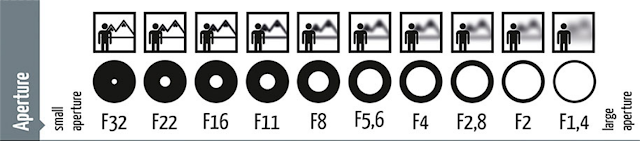 Aperture
small
aperture
F32 F22 F16 F11 F8 F5,6 F4 F2,8 F2 F1,4
large
aperture